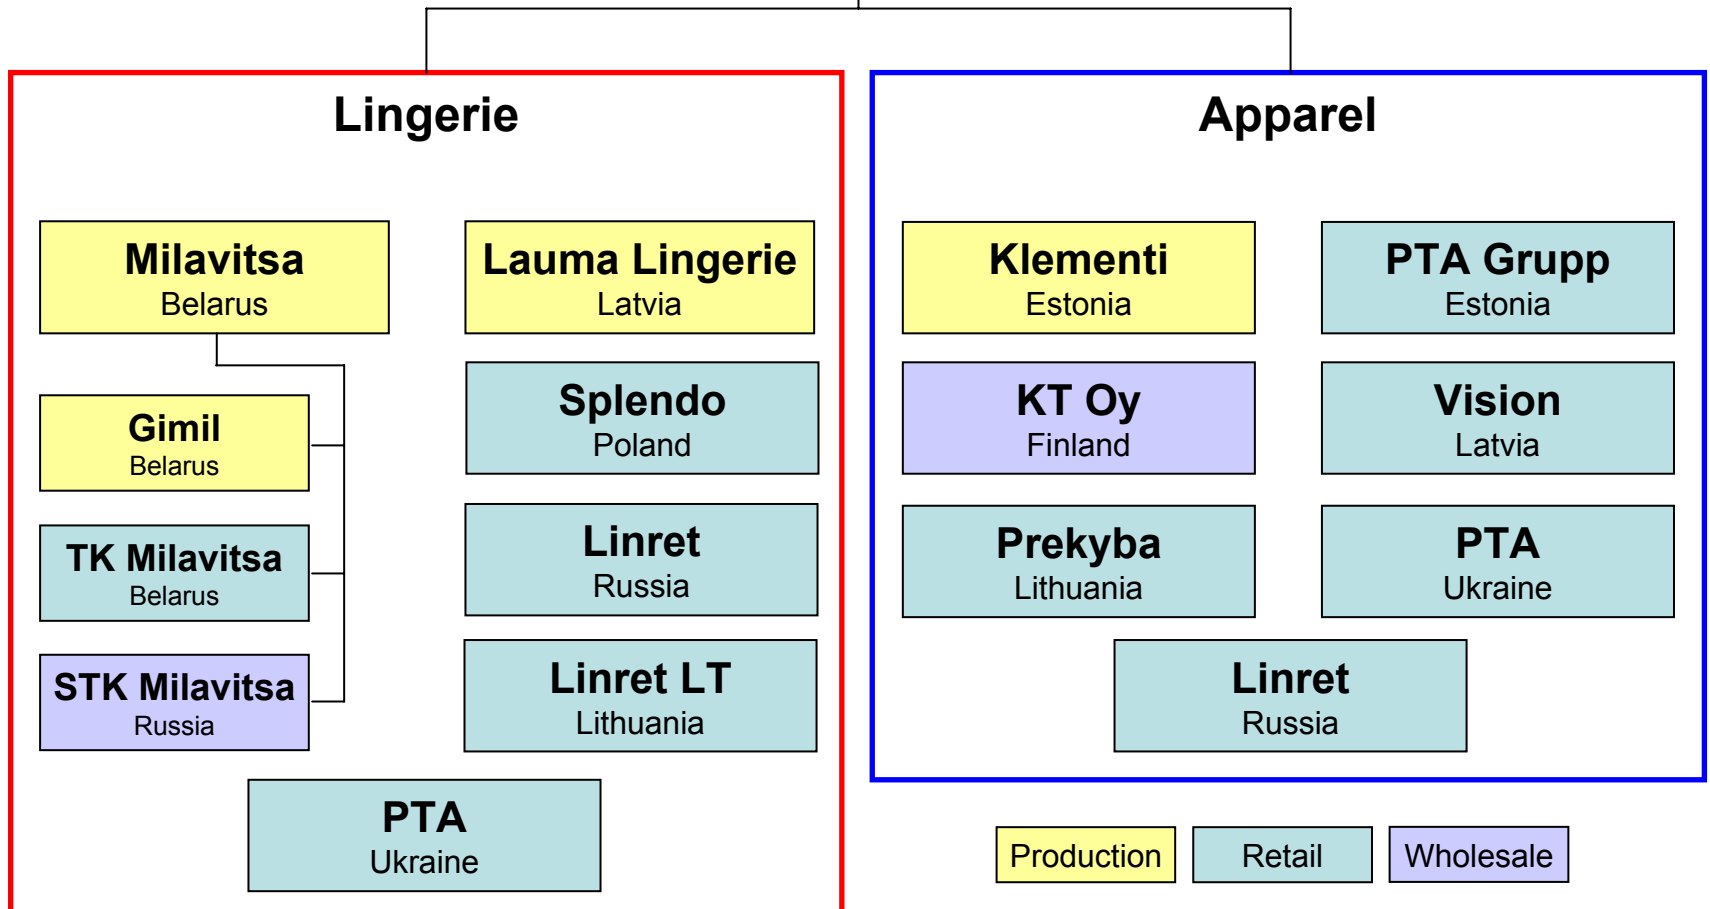 Lingerie
Milavitsa
Belarus
Lauma Lingerie
Latvia
Gimil
Belarus
Splendo
Poland
TK Milavitsa
Belarus
Linret
Russia
STK Milavitsa
Russia
Linret LT
Lithuania
PTA
Ukraine
Apparel
Klementi
Estonia
PTA Grupp
Estonia
KT Oy
Finland
Vision
Latvia
Prekyba
Lithuania
PTA
Ukraine
Linret
Russia
Production
Retail
Wholesale